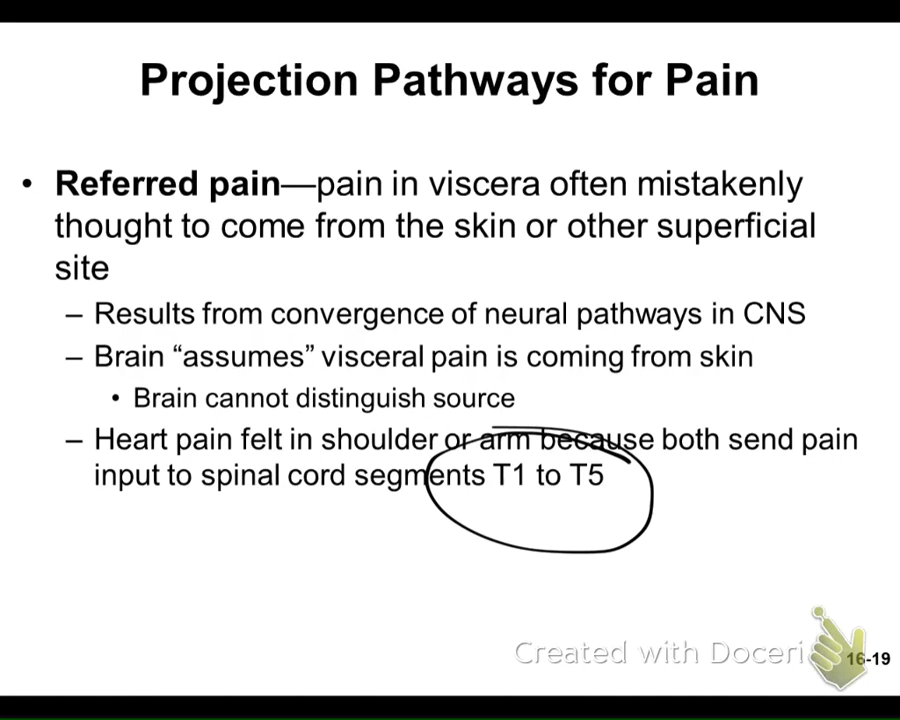 Projection Pathways for Pain
• Referred pain—pain in viscera often mistakenly
thought to come from the skin or other superficial
site
– Results from convergence of neural pathways in CNS
– Brain “assumes” visceral pain is coming from skin
• Brain cannot distinguish source
– Heart pain felt in shoulder or arm because both send pain
input to spinal cord segments T1 to T5
Created with Doceri
16-19